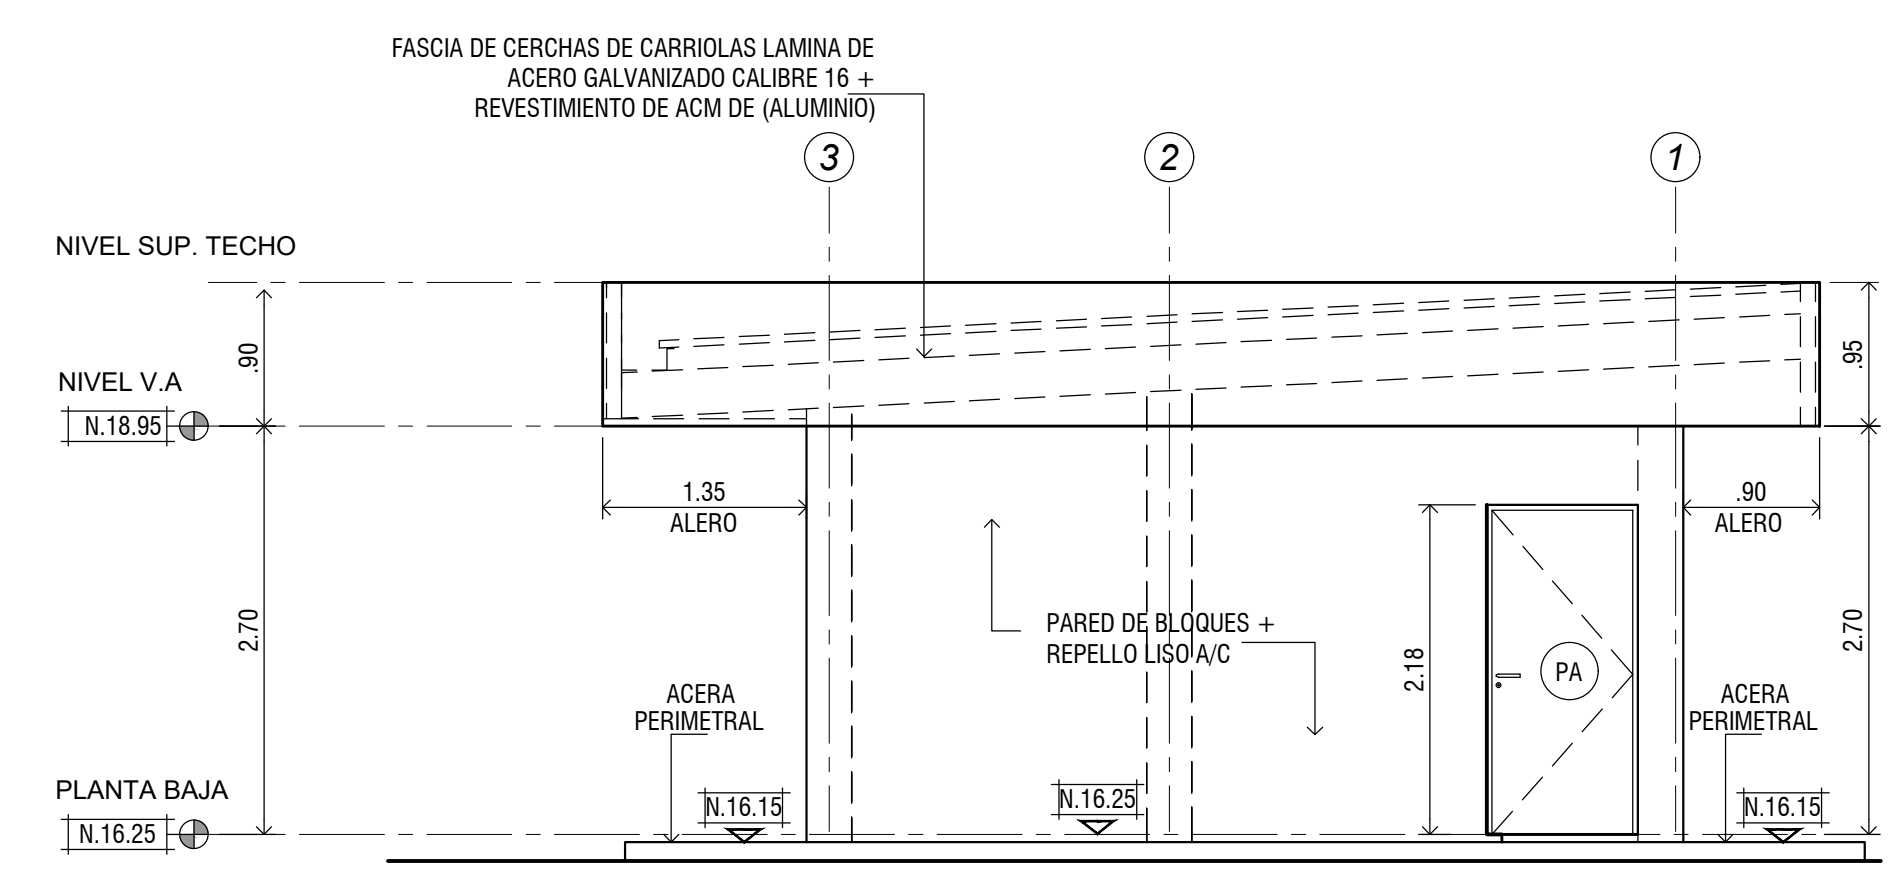 FASCIA DE CERCHAS DE CARRIOLAS LAMINA DE
ACERO GALVANIZADO CALIBRE 16 +
REVESTIMIENTO DE ACM DE (ALUMINIO)
3
2
1
NIVEL SUP. TECHO
.90
.95
NIVEL V.A
N.18.95
1.35
ALERO
.90
ALERO
2.70
2.70
PARED DE BLOQUES +
REPELLO LISO A/C
2.18
PA
ACERA
PERIMETRAL
ACERA
PERIMETRAL
PLANTA BAJA
N.16.25
N.16.15
N.16.25
N.16.15